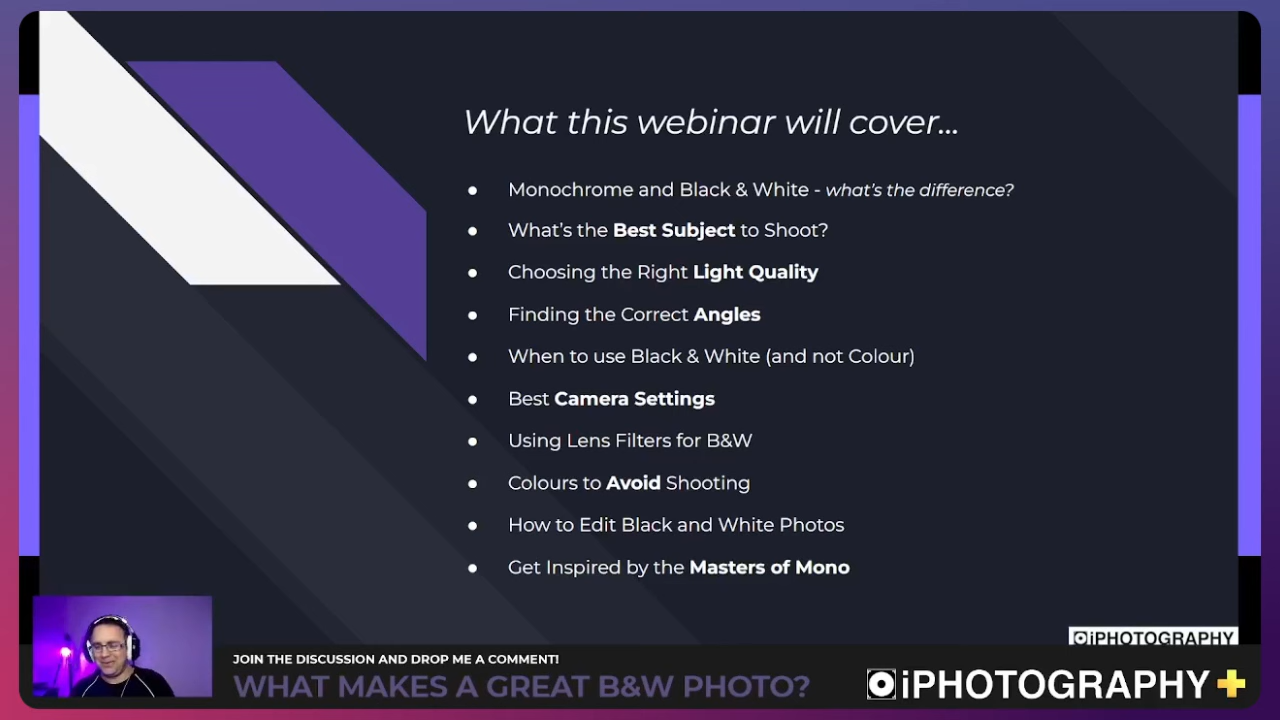 What this webinar will cover...
● Monochrome and Black & White - what's the difference?
● What's the Best Subject to Shoot?
● Choosing the Right Light Quality
● Finding the Correct Angles
● When to use Black & White (and not Colour)
● Best Camera Settings
● Using Lens Filters for B&W
● Colours to Avoid Shooting
● How to Edit Black and White Photos
● Get Inspired by the Masters of Mono
iPHOTOGRAPHY
JOIN THE DISCUSSION AND DROP ME A COMMENT!
WHAT MAKES A GREAT B&W PHOTO?
iPHOTOGRAPHY+